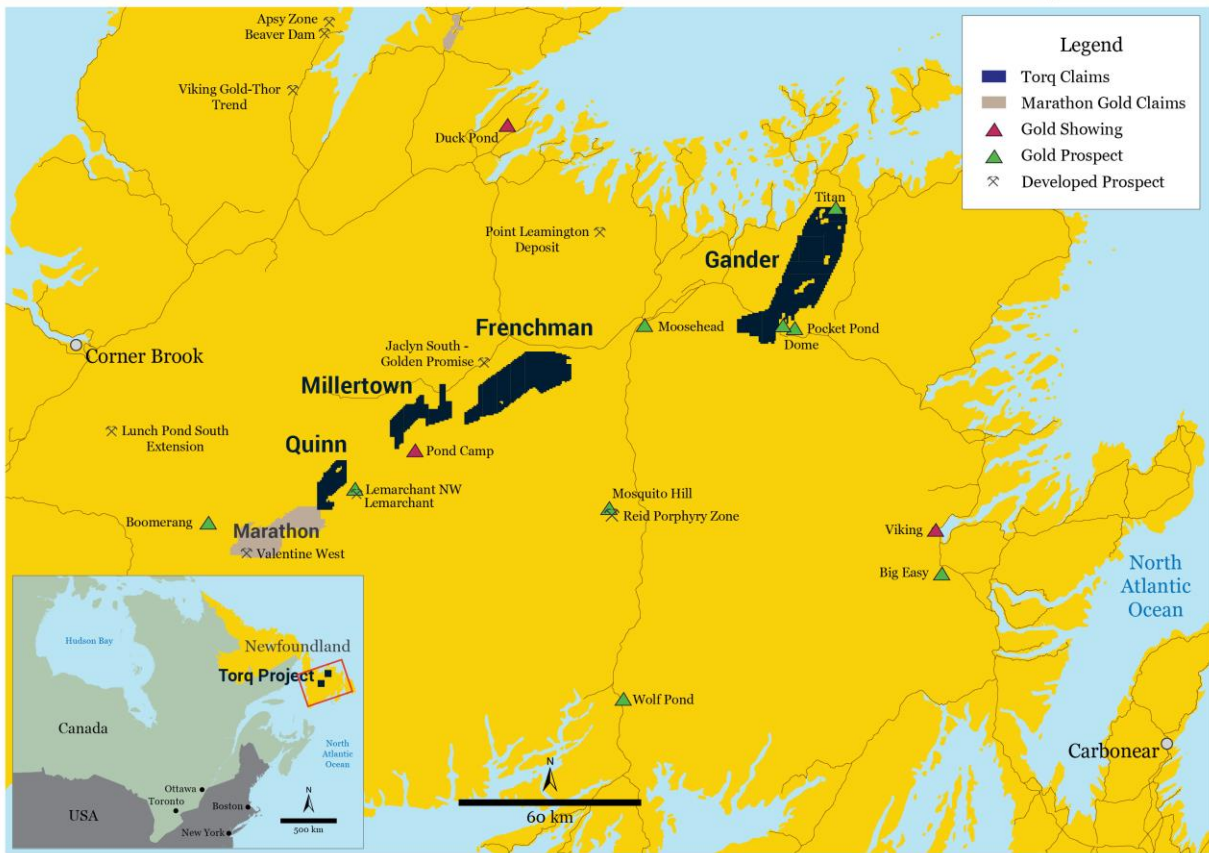 Apsy Zone
Beaver Dam
Viking Gold-Thor
Trend
Duck Pond
Legend
Torq Claims
Marathon Gold Claims
Gold Showing
Gold Prospect
Developed Prospect
Titan
Point Leamington
Deposit
Gander
Moosehead
Pocket Pond
Dome
Frenchman
Corner Brook
Jaclyn South -
Golden Promise
Millertown
Lunch Pond South
Extension
Quinn
Pond Camp
Lemarchant NW
Lemarchant
Boomerang
Marathon
Valentine West
Mosquito Hill
Reid Porphyry Zone
Viking
Big Easy
North
Atlantic
Ocean
Wolf Pond
Carbonear
N
60 km
Hudson Bay
Newfoundland
Torq Project
Canada
North
Atlantic
Ocean
Ottawa
Toronto
Boston
USA
New York
N
500 km